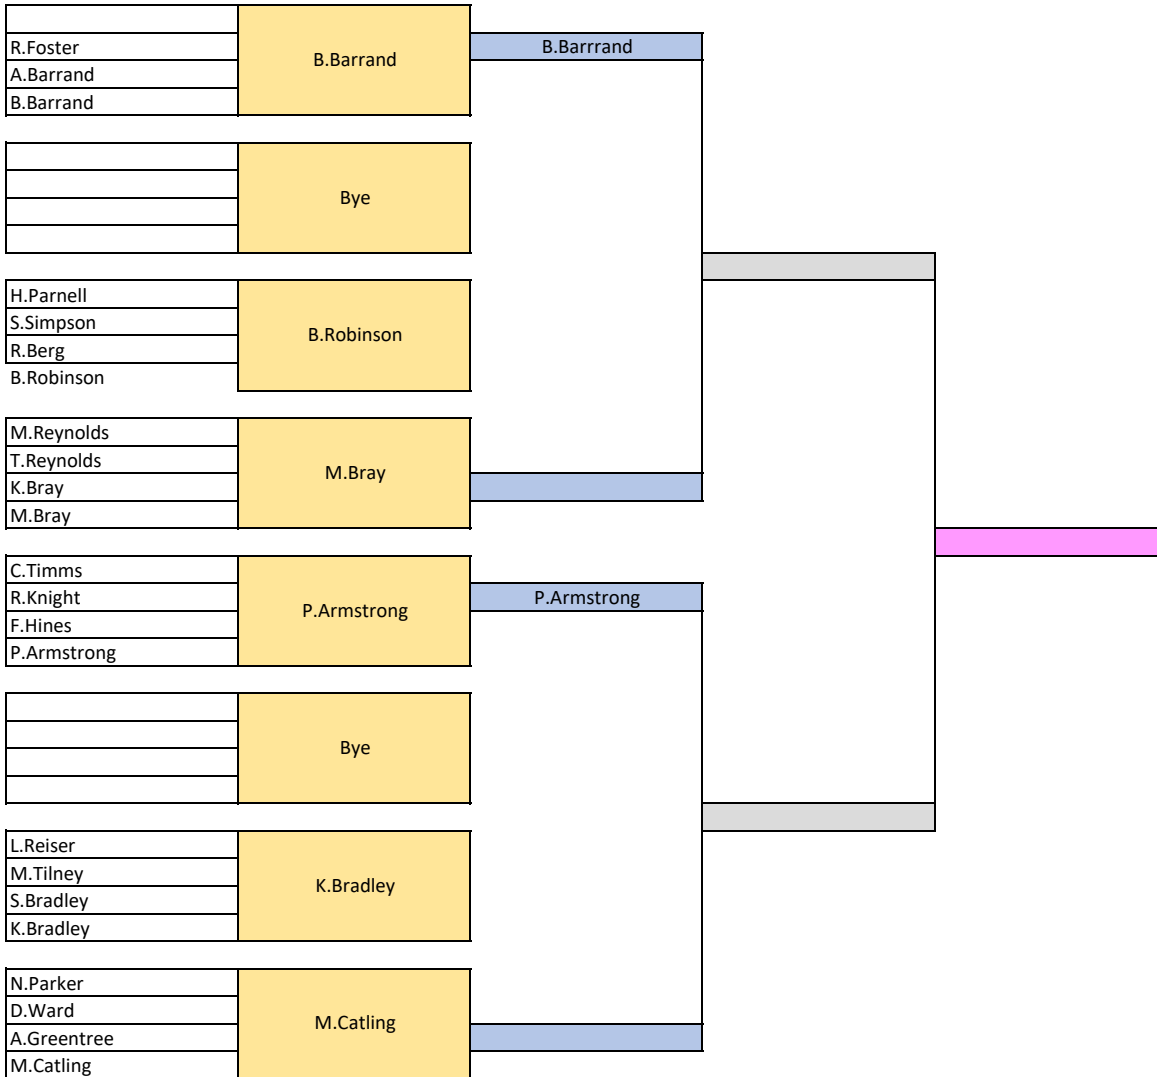 R.Foster
A.Barrand
B.Barrand
B.Barrand
B.Barrrand
Bye
H.Parnell
S.Simpson
R.Berg
B.Robinson
B.Robinson
M.Reynolds
T.Reynolds
K.Bray
M.Bray
M.Bray
C.Timms
R.Knight
F.Hines
P.Armstrong
P.Armstrong
P.Armstrong
Bye
L.Reiser
M.Tilney
S.Bradley
K.Bradley
K.Bradley
N.Parker
D.Ward
A.Greentree
M.Catling
M.Catling